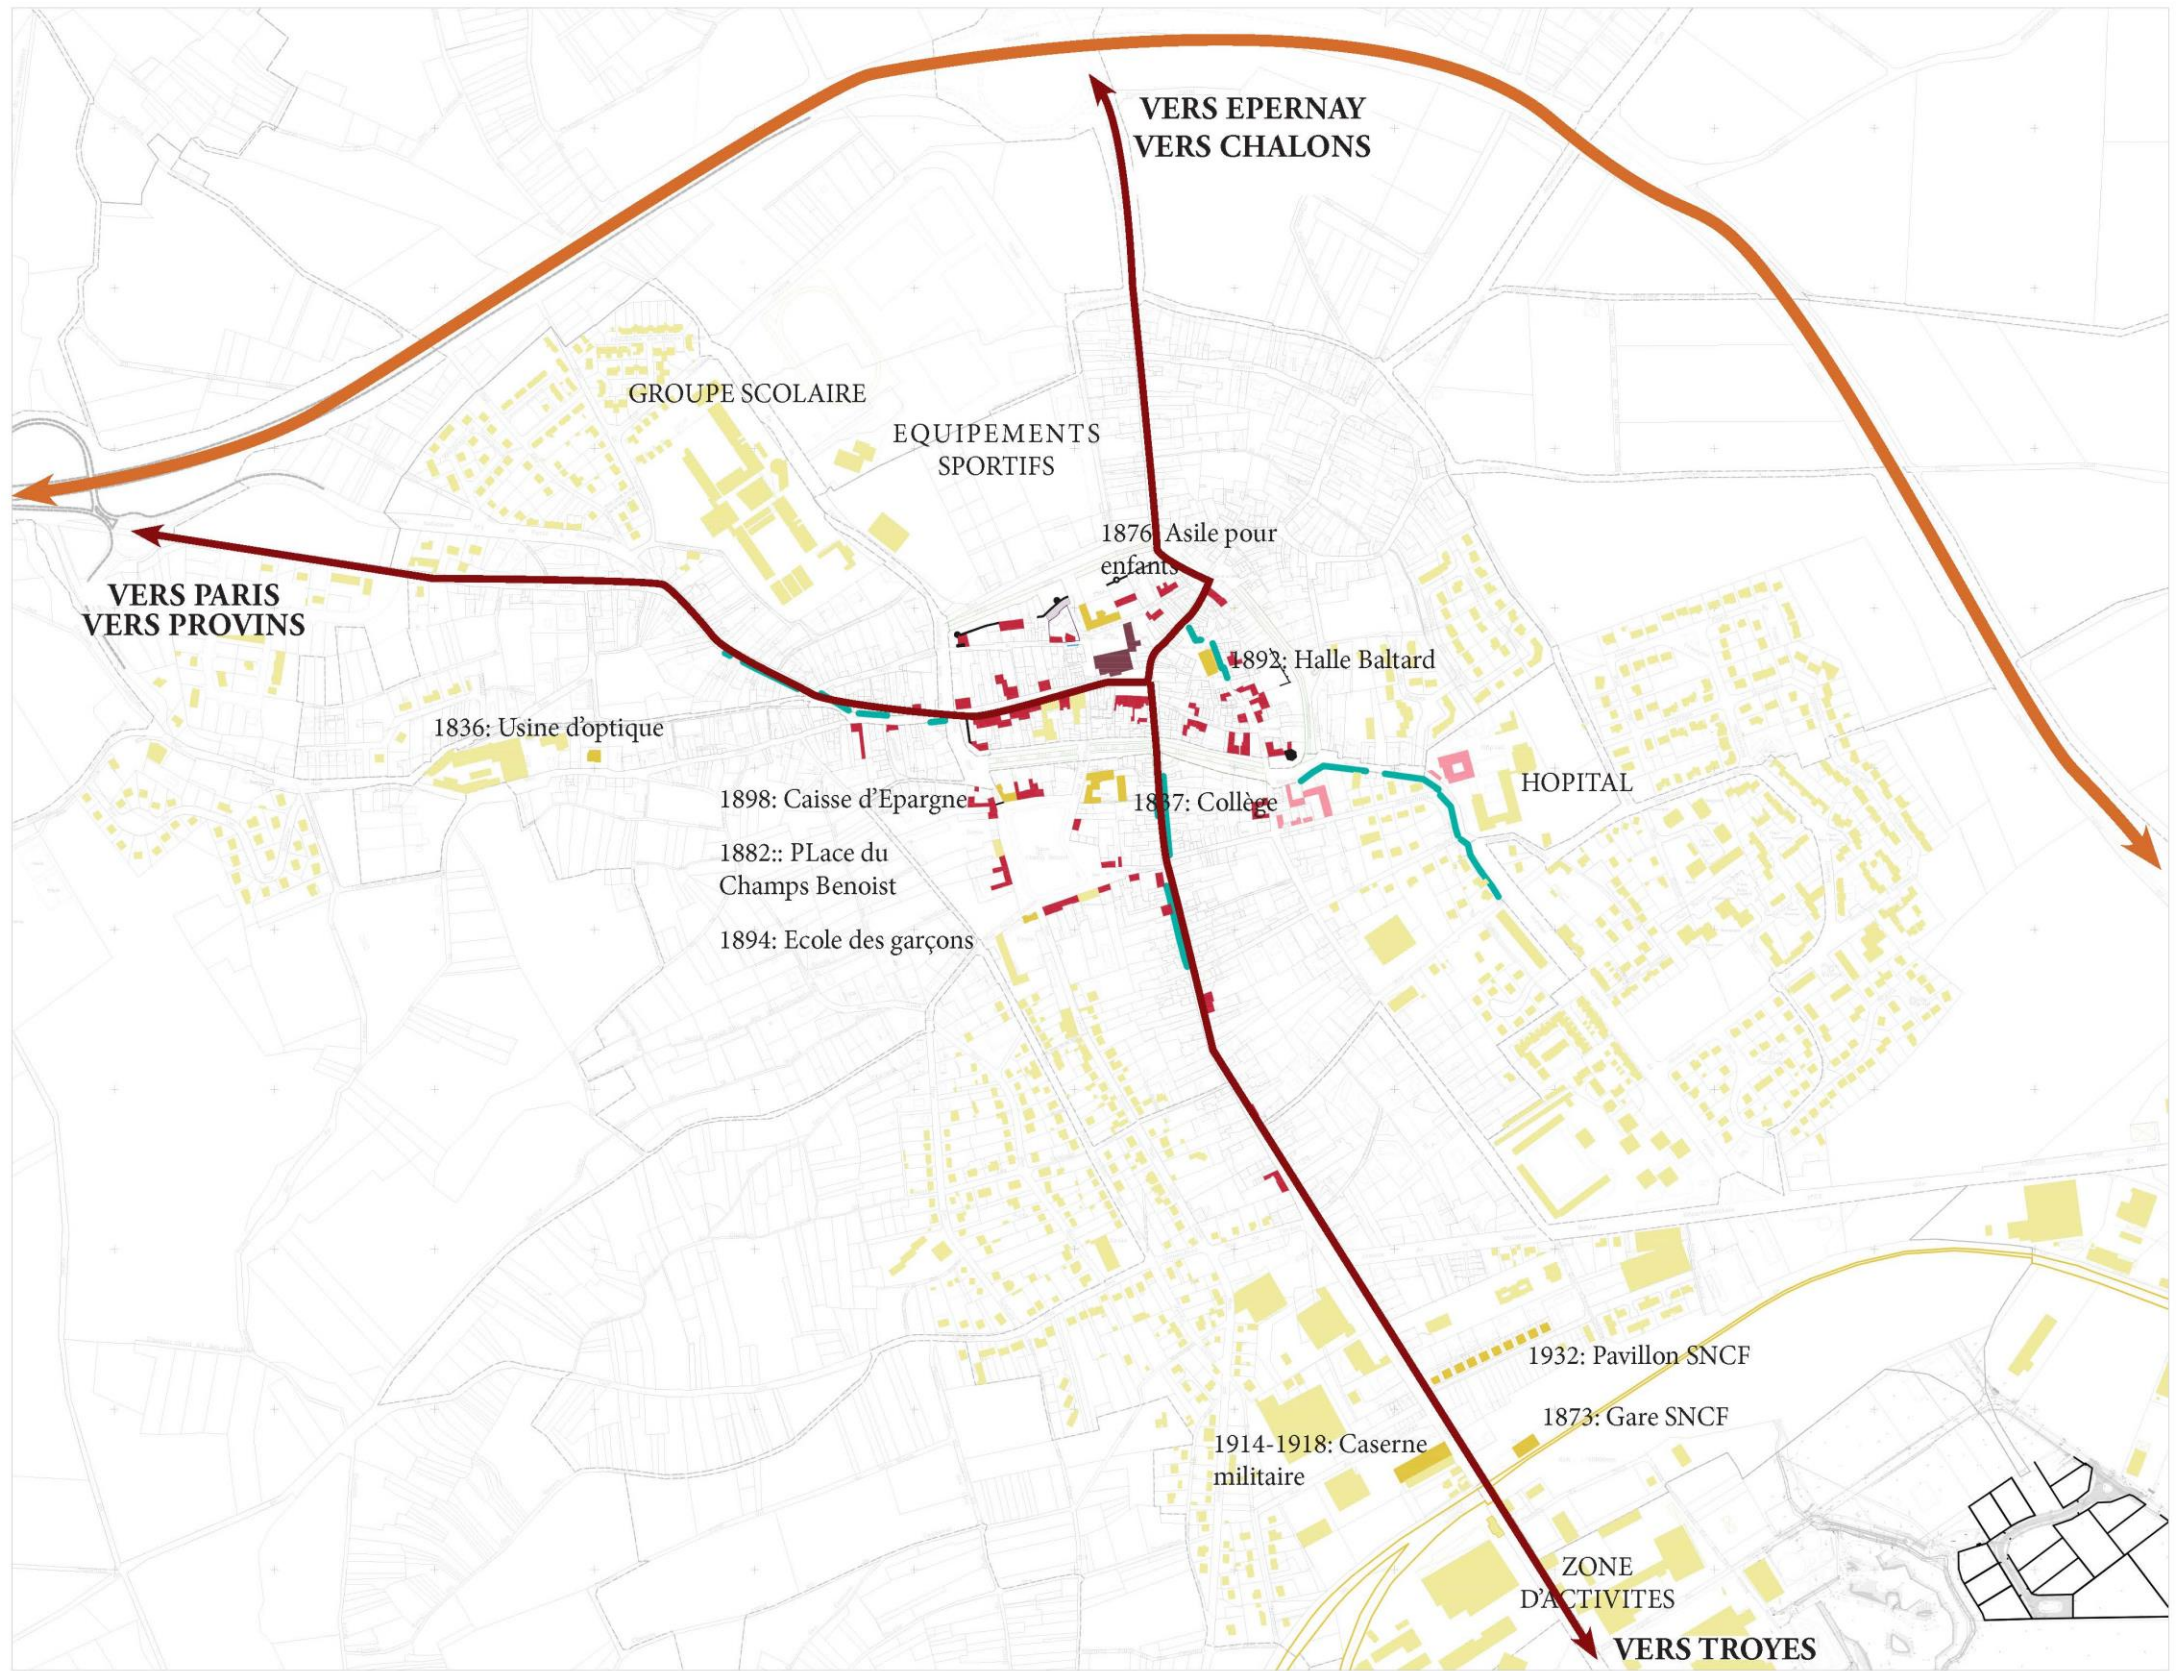 VERS EPERNAY
VERS CHALONS
GROUPE SCOLAIRE
EQUIPEMENTS
SPORTIFS
1876: Asile pour
enfants
VERS PARIS
VERS PROVINS
1892: Halle Baltard
1836: Usine d'optique
HOPITAL
1898: Caisse d'Epargne
1837: Collège
1882:: PLace du
Champs Benoist
1894: Ecole des garçons
1932: Pavillon SNCF
1873: Gare SNCF
1914-1918: Caserne
militaire
ZONE
D'ACTIVITES
VERS TROYES